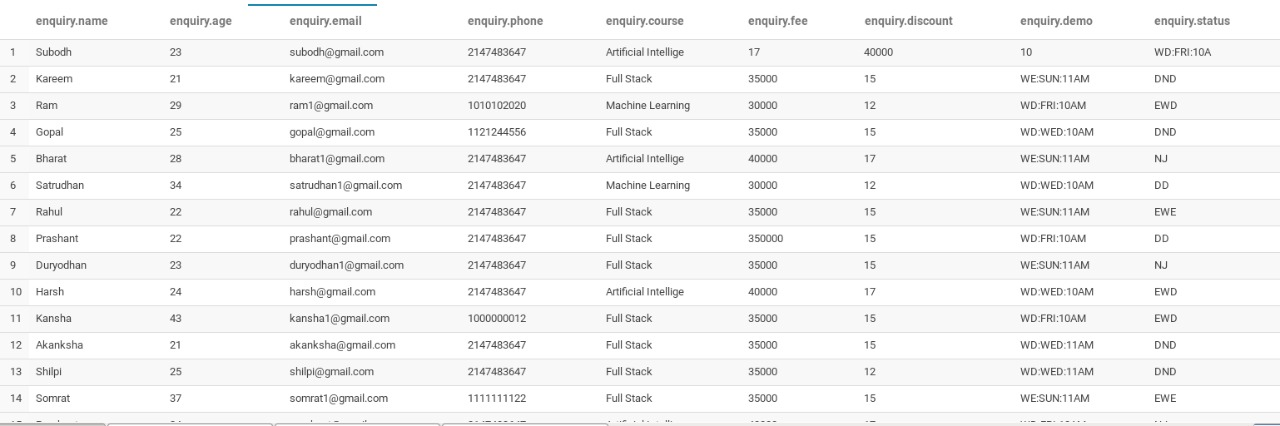 enquiry.name enquiry.age enquiry.email enquiry.phone enquiry.course enquiry.fee enquiry.discount enquiry.demo enquiry.status
1 Subodh 23 subodh@gmail.com 2147483647 Artificial Intellige 17 40000 10 WD:FRI:10A
2 Kareem 21 kareem@gmail.com 2147483647 Full Stack 35000 15 WE:SUN:11AM DND
3 Ram 29 ram1@gmail.com 1010102020 Machine Learning 30000 12 WD:FRI:10AM EWD
4 Gopal 25 gopal@gmail.com 1121244556 Full Stack 35000 15 WD:WED:10AM DND
5 Bharat 28 bharat1@gmail.com 2147483647 Artificial Intellige 40000 17 WE:SUN:11AM NJ
6 Satrudhan 34 satrudhan1@gmail.com 2147483647 Machine Learning 30000 12 WD:WED:10AM DD
7 Rahul 22 rahul@gmail.com 2147483647 Full Stack 35000 15 WE:SUN:11AM EWE
8 Prashant 22 prashant@gmail.com 2147483647 Full Stack 350000 15 WD:FRI:10AM DD
9 Duryodhan 23 duryodhan1@gmail.com 2147483647 Full Stack 35000 15 WE:SUN:11AM NJ
10 Harsh 24 harsh@gmail.com 2147483647 Artificial Intellige 40000 17 WD:WED:10AM EWD
11 Kansha 43 kansha1@gmail.com 1000000012 Full Stack 35000 15 WD:FRI:10AM EWD
12 Akanksha 21 akanksha@gmail.com 2147483647 Full Stack 35000 15 WD:WED:11AM DND
13 Shilpi 25 shilpi@gmail.com 2147483647 Full Stack 35000 12 WD:WED:11AM DND
14 Somrat 37 somrat1@gmail.com 1111111122 Full Stack 35000 15 WE:SUN:11AM EWE